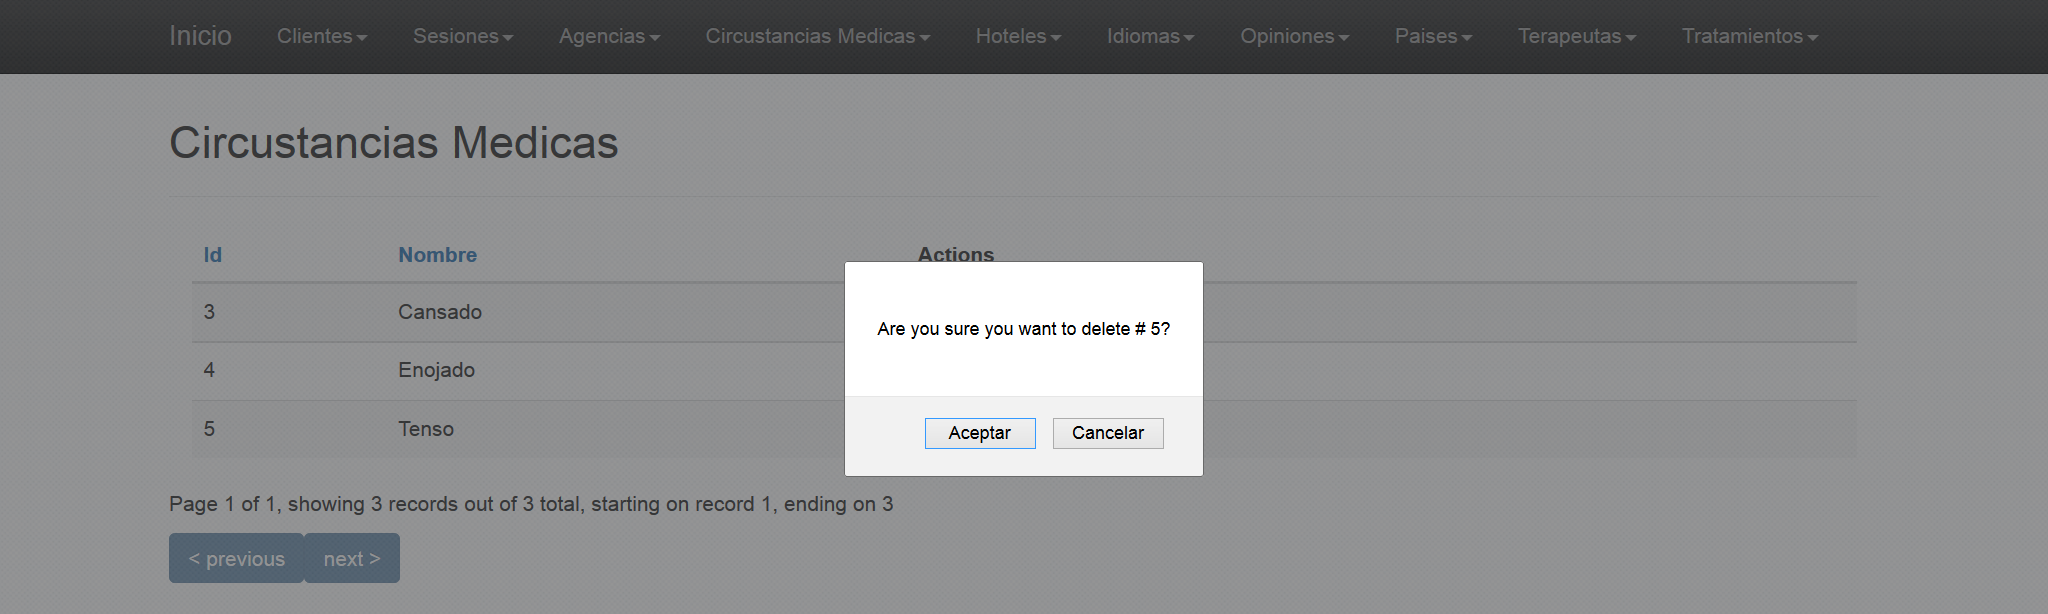 Inicio Clientes Sesiones Agencias Circustancias Medicas Hoteles Idiomas Opiniones Paises Terapeutas Tratamientos
Circustancias Medicas
Id Nombre Actions
3 Cansado
4 Enojado
5 Tenso
Are you sure you want to delete # 5?
Aceptar Cancelar
Page 1 of 1, showing 3 records out of 3 total, starting on record 1, ending on 3
< previous next >